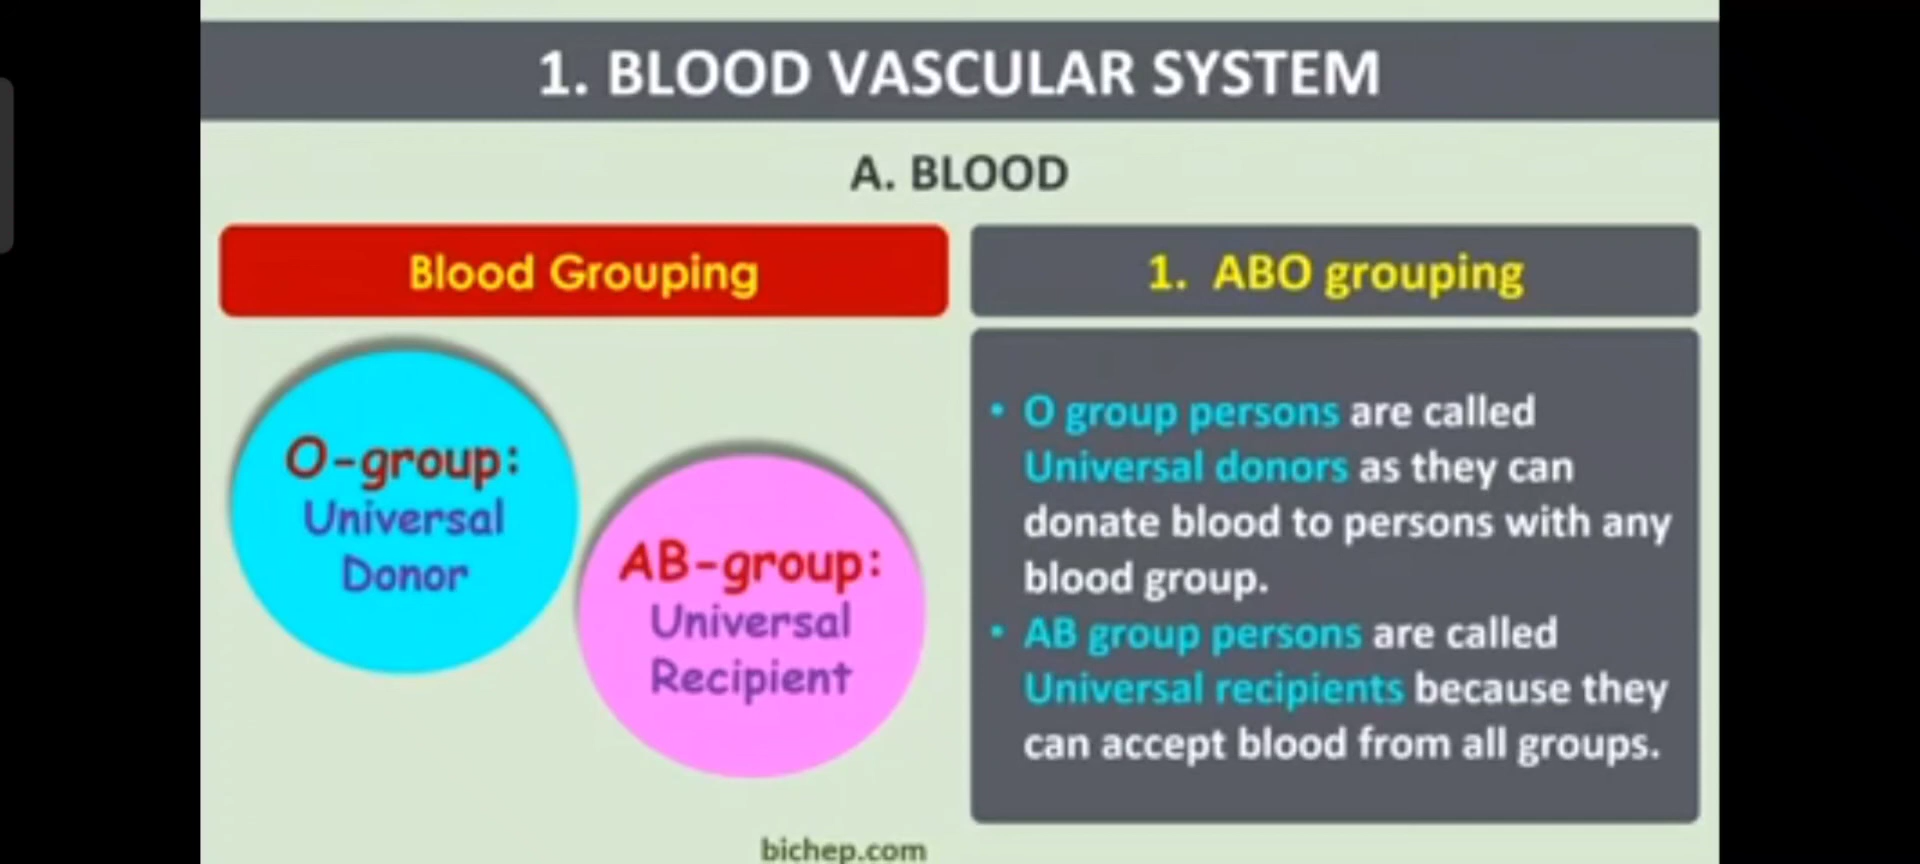 1. BLOOD VASCULAR SYSTEM
A. BLOOD
Blood Grouping
O-group:
Universal
Donor
AB-group:
Universal
Recipient
1. ABO grouping
• O group persons are called
Universal donors as they can
donate blood to persons with any
blood group.
• AB group persons are called
Universal recipients because they
can accept blood from all groups.
bichep.com